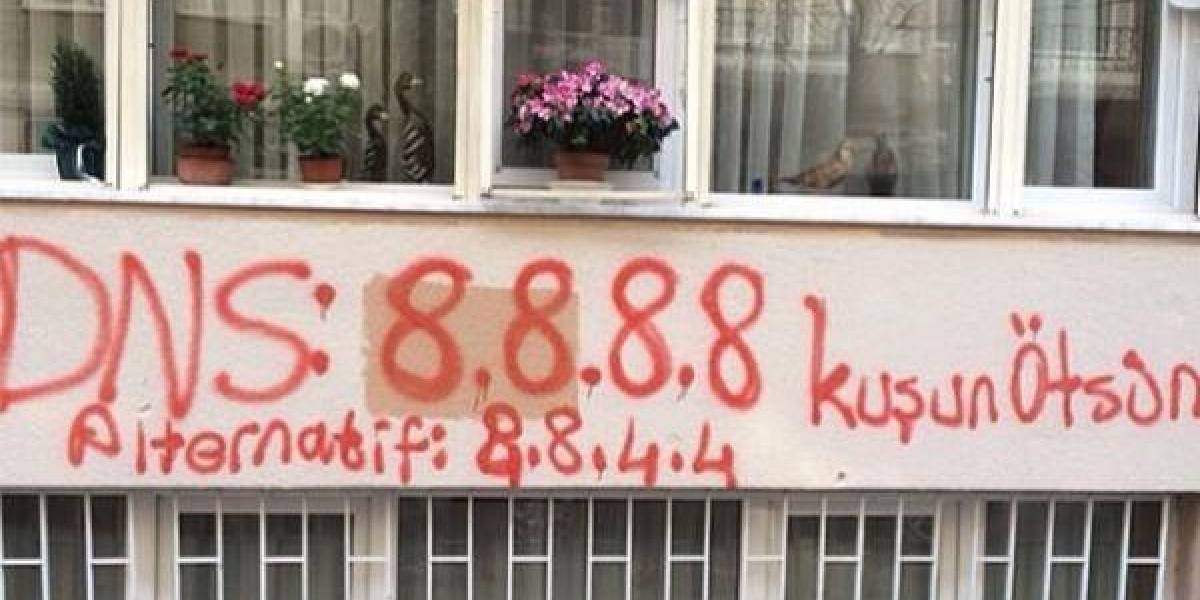 DNS: 8.8.8.8 kuşun Ötsün
Alternatif: 8.8.4.4